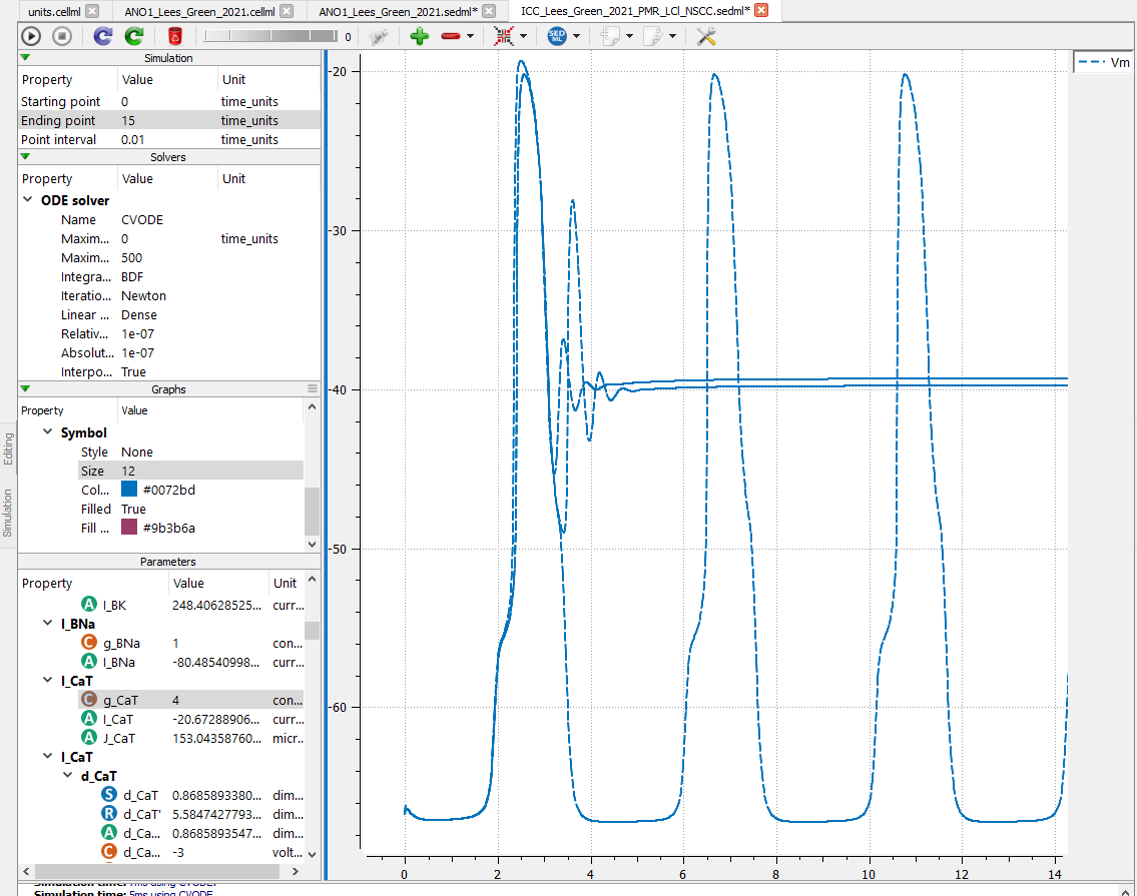 units.cellml
ANO1_Lees_Green_2021.cellml
ANO1_Lees_Green_2021.sedml*
ICC_Lees_Green_2021_PMR_LCl_NSCC.sedml*
0
SED ML
Simulation
Property Value Unit
Starting point 0 time_units
Ending point 15 time_units
Point interval 0.01 time_units
Solvers
Property Value Unit
ODE solver
Name CVODE
Maxim... 0 time_units
Maxim... 500
Integra... BDF
Iteratio... Newton
Linear ... Dense
Relativ... 1e-07
Absolut... 1e-07
Interpo... True
Graphs
Property Value
Symbol
Style None
Size 12
Col... #0072bd
Filled True
Fill ... #9b3b6a
Parameters
Property Value Unit
A I_BK 248.40628525... curr...
I_BNa
C g_BNa 1 con...
A I_BNa -80.48540998... curr...
I_CaT
C g_CaT 4 con...
A I_CaT -20.67288906... curr...
A J_CaT 153.04358760... micr...
I_CaT
d_CaT
S d_CaT 0.8685893380... dim...
R d_CaT' 5.5847427793... dim...
A d_Ca... 0.8685893547... dim...
C d_Ca... -3 volt...
Editing
Simulation
-20
-30
-40
-50
-60
0 2 4 6 8 10 12 14
Vm
Simulation time: 7ms using CVODE.
Simulation time: 5ms using CVODE.